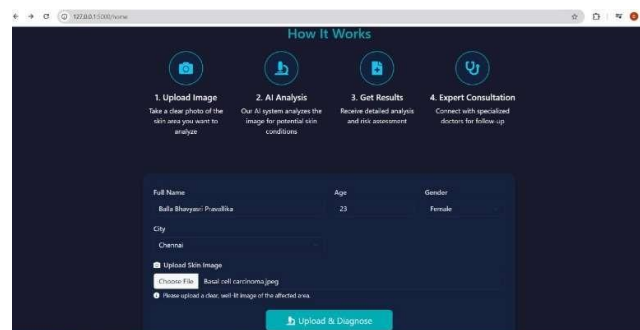 127.0.0.1:5000/home
How It Works
1. Upload Image
Take a clear photo of the
skin area you want to
analyze
2. AI Analysis
Our AI system analyzes the
image for potential skin
conditions
3. Get Results
Receive detailed analysis
and risk assessment
4. Expert Consultation
Connect with specialized
doctors for follow-up
Full Name
Age
Gender
Balla Bhavyasri Pravallika
23
Female
City
Chennai
Upload Skin Image
Choose File Basal cell carcinoma.jpeg
Please upload a clear, well-lit image of the affected area.
Upload & Diagnose